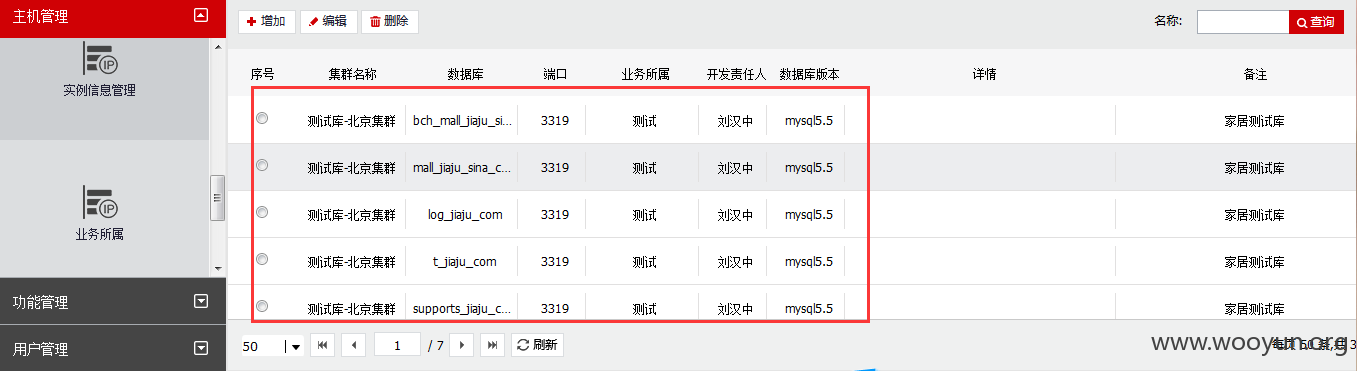 主机管理
增加 编辑 删除 名称: 查询
实例信息管理
业务所属
功能管理
用户管理
序号 集群名称 数据库 端口 业务所属 开发责任人 数据库版本 详情 备注
测试库-北京集群 bch_mall_jiaju_si... 3319 测试 刘汉中 mysql5.5 家居测试库
测试库-北京集群 mall_jiaju_sina_c... 3319 测试 刘汉中 mysql5.5 家居测试库
测试库-北京集群 log_jiaju_com 3319 测试 刘汉中 mysql5.5 家居测试库
测试库-北京集群 t_jiaju_com 3319 测试 刘汉中 mysql5.5 家居测试库
测试库-北京集群 supports_jiaju_c... 3319 测试 刘汉中 mysql5.5 家居测试库
50 1 / 7 刷新
www.wooyun.org